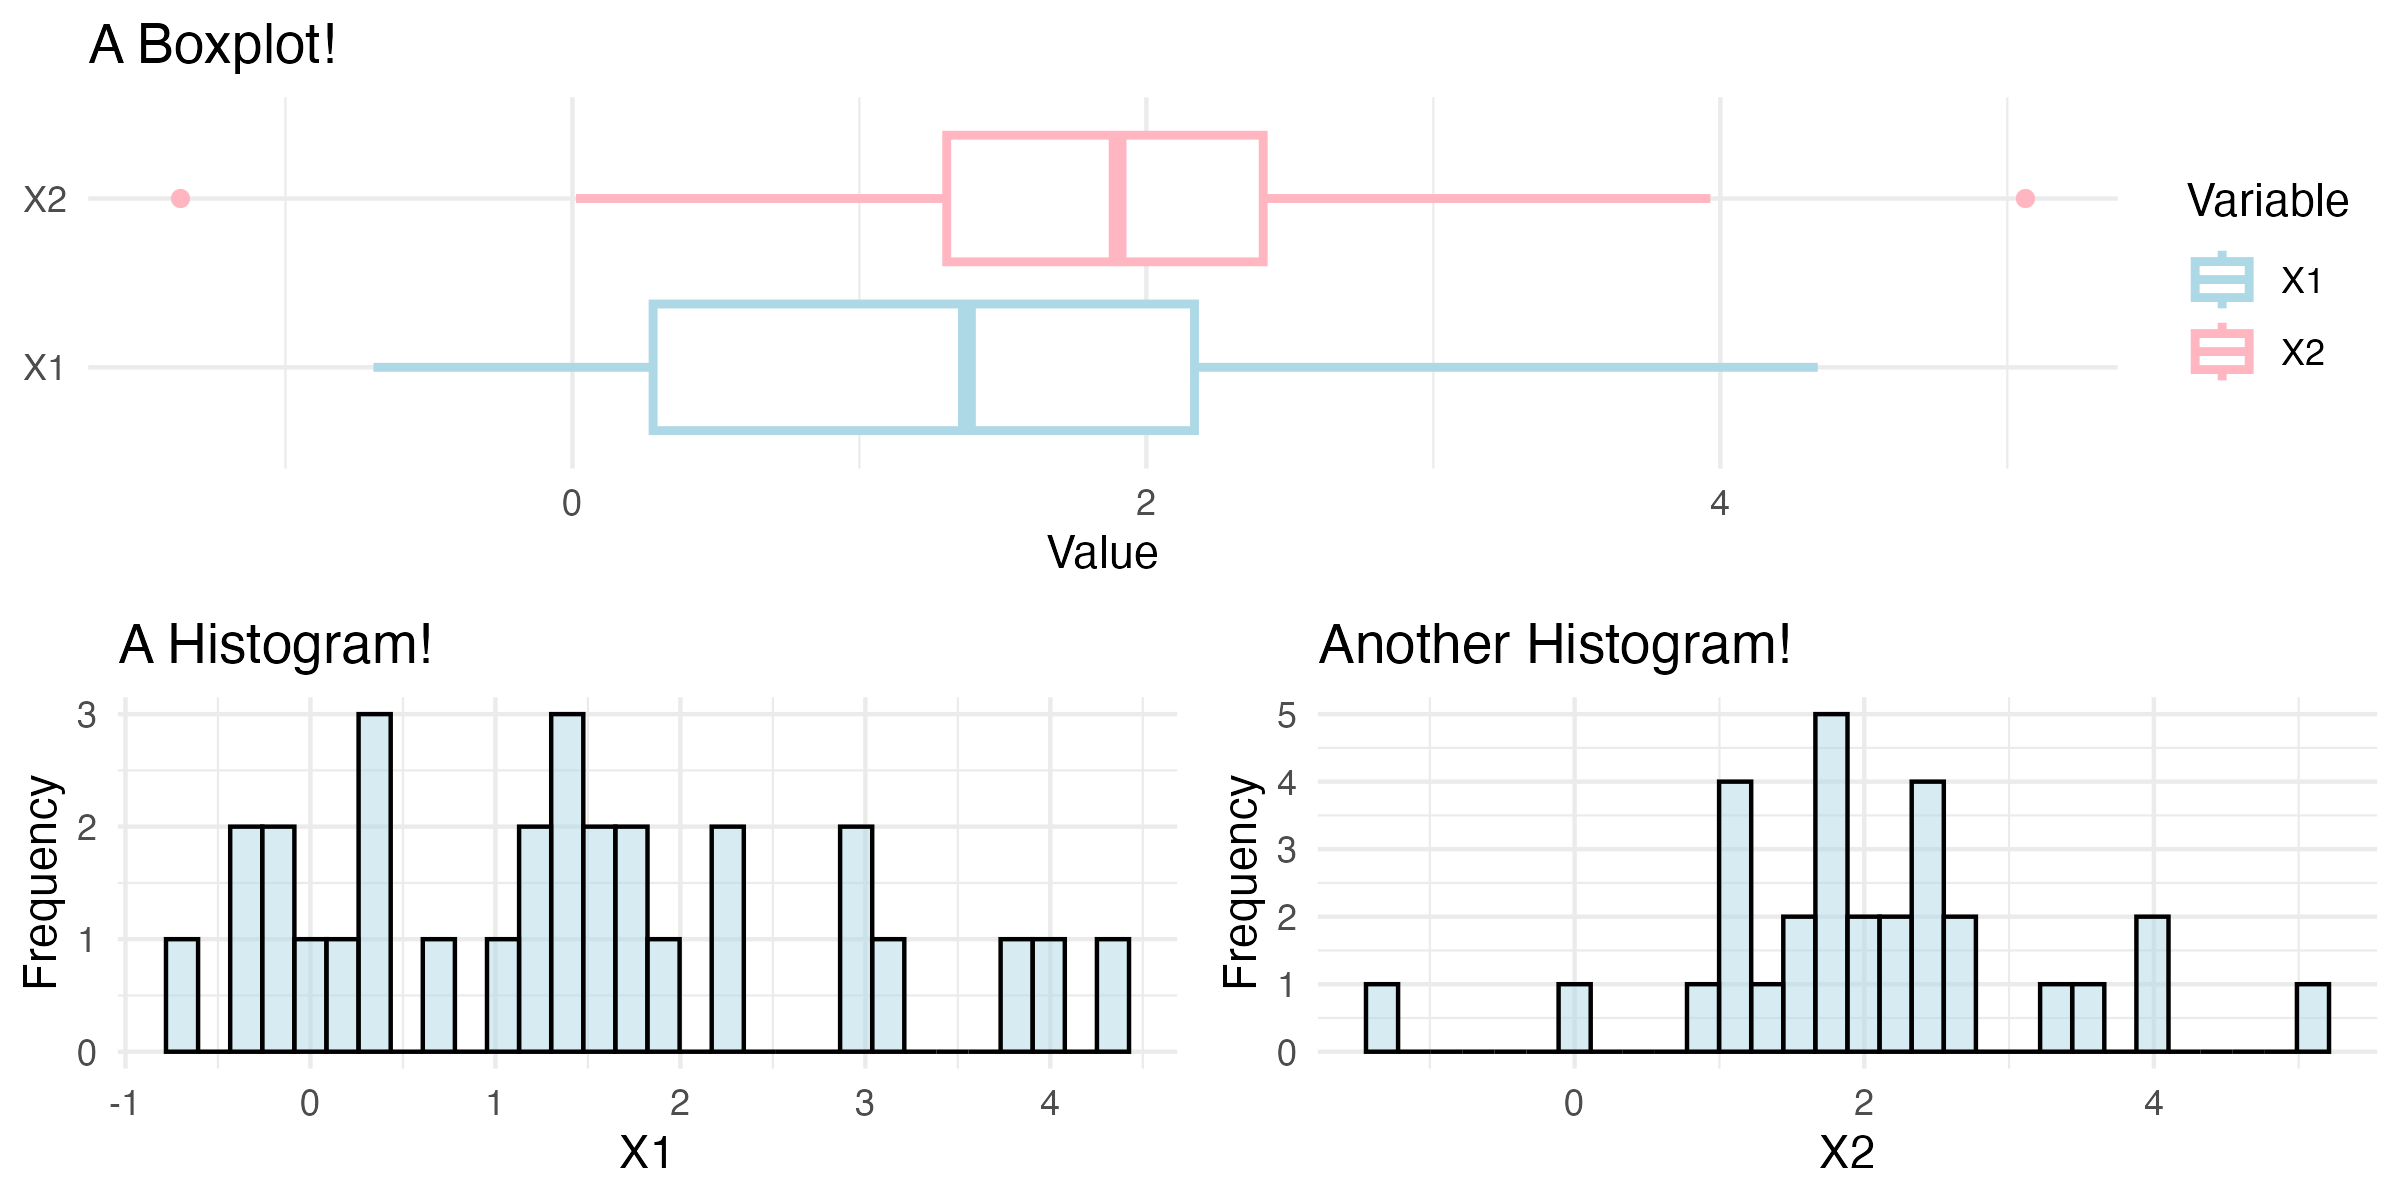 A Boxplot!
X2
X1
0 2 4
Value
Variable
X1
X2
A Histogram!
3
2
1
0
Frequency
-1 0 1 2 3 4
X1
Another Histogram!
5
4
3
2
1
0
Frequency
0 2 4
X2